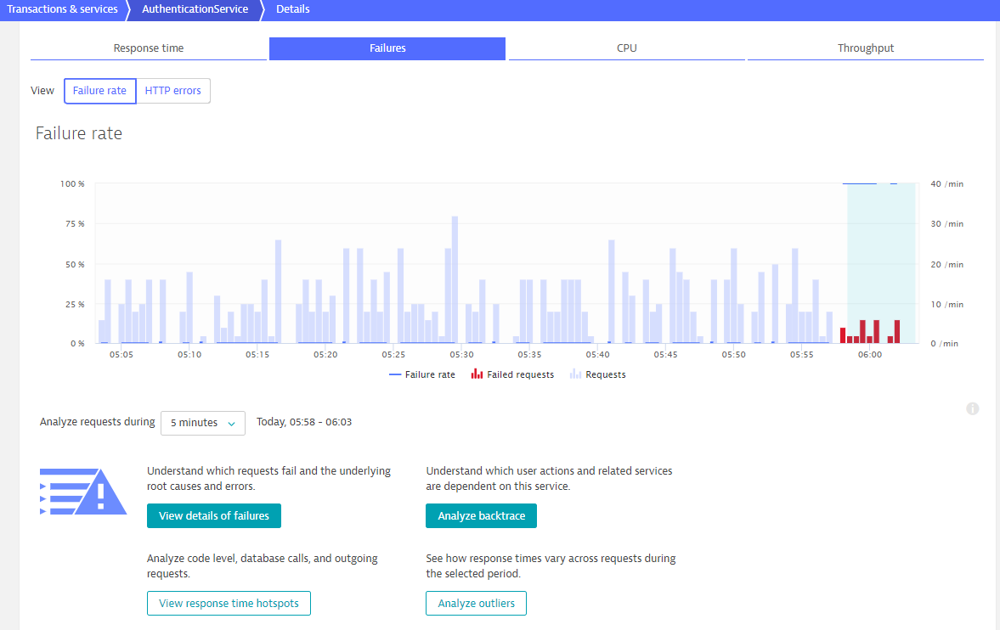 Transactions & services AuthenticationService Details
Response time Failures CPU Throughput
View Failure rate HTTP errors
Failure rate
100 % 40 /min
75 % 30 /min
50 % 20 /min
25 % 10 /min
0 % 0 /min
05:05 05:10 05:15 05:20 05:25 05:30 05:35 05:40 05:45 05:50 05:55 06:00
Failure rate Failed requests Requests
Analyze requests during 5 minutes Today, 05:58 - 06:03
Understand which requests fail and the underlying
root causes and errors.
View details of failures
Understand which user actions and related services
are dependent on this service.
Analyze backtrace
Analyze code level, database calls, and outgoing
requests.
View response time hotspots
See how response times vary across requests during
the selected period.
Analyze outliers